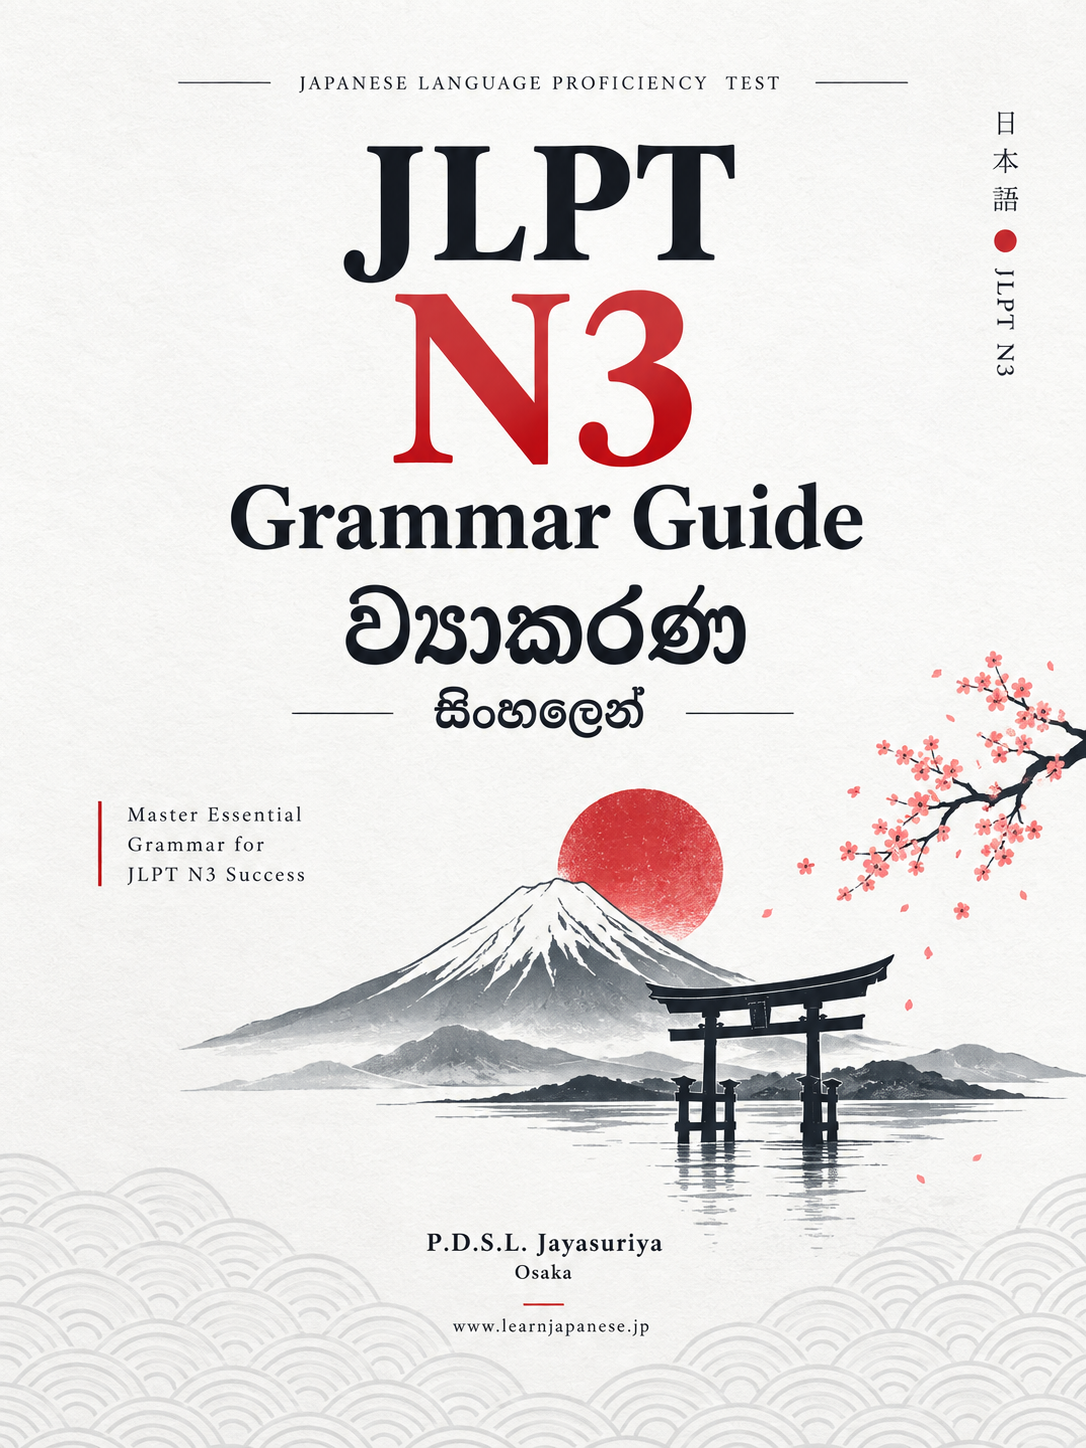 JAPANESE LANGUAGE PROFICIENCY TEST
日本語
JLPT N3
JLPT
N3
Grammar Guide
ව්‍යාකරණ
සිංහලෙන්
Master Essential
Grammar for
JLPT N3 Success
P.D.S.L. Jayasuriya
Osaka
www.learnjapanese.jp